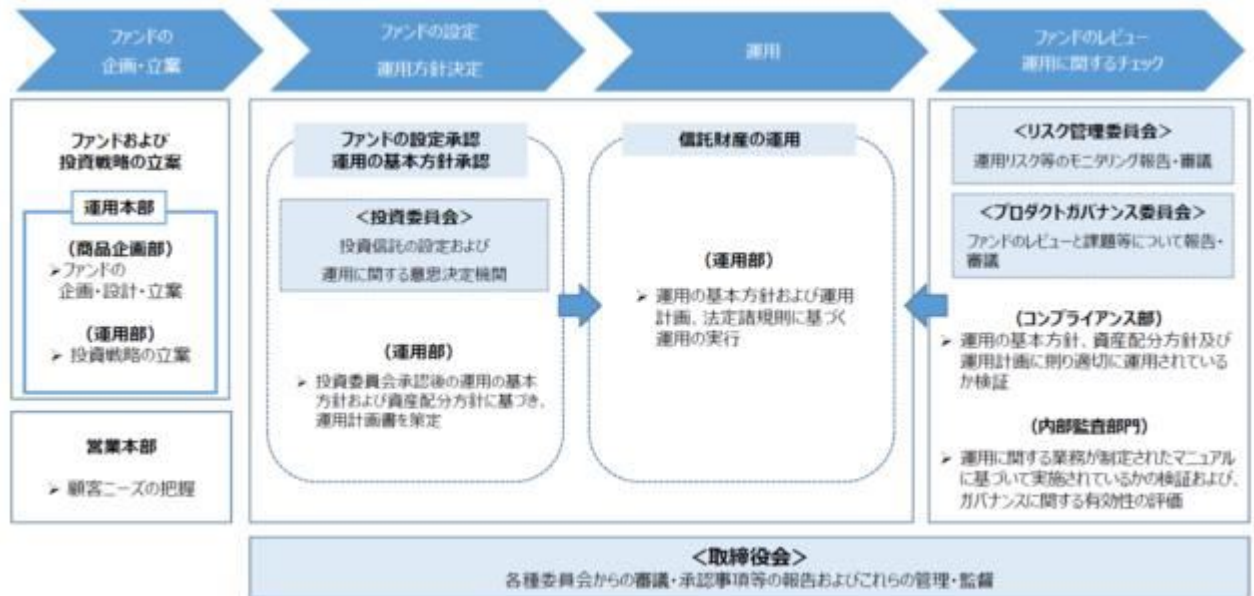 ファンドの
企画・立案
ファンドの設定
運用方針決定
運用
ファンドのレビュー
運用に関するチェック
ファンドおよび
投資戦略の立案
運用本部
(商品企画部)
➢ファンドの
企画・設計・立案
(運用部)
➢ 投資戦略の立案
営業本部
➢ 顧客ニーズの把握
ファンドの設定承認
運用の基本方針承認
<投資委員会>
投資信託の設定および
運用に関する意思決定機関
(運用部)
➢ 投資委員会承認後の運用の基本
方針および資産配分方針に基づき、
運用計画書を策定
信託財産の運用
(運用部)
➢ 運用の基本方針および運用
計画、法定諸規則に基づく
運用の実行
<リスク管理委員会>
運用リスク等のモニタリング報告・審議
<プロダクトガバナンス委員会>
ファンドのレビューと課題等について報告・
審議
(コンプライアンス部)
➢ 運用の基本方針、資産配分方針及び
運用計画に則り適切に運用されている
か検証
(内部監査部門)
➢ 運用に関する業務が制定されたマニュアル
に基づいて実施されているかの検証および、
ガバナンスに関する有効性の評価
<取締役会>
各種委員会からの審議・承認事項等の報告およびこれらの管理・監督